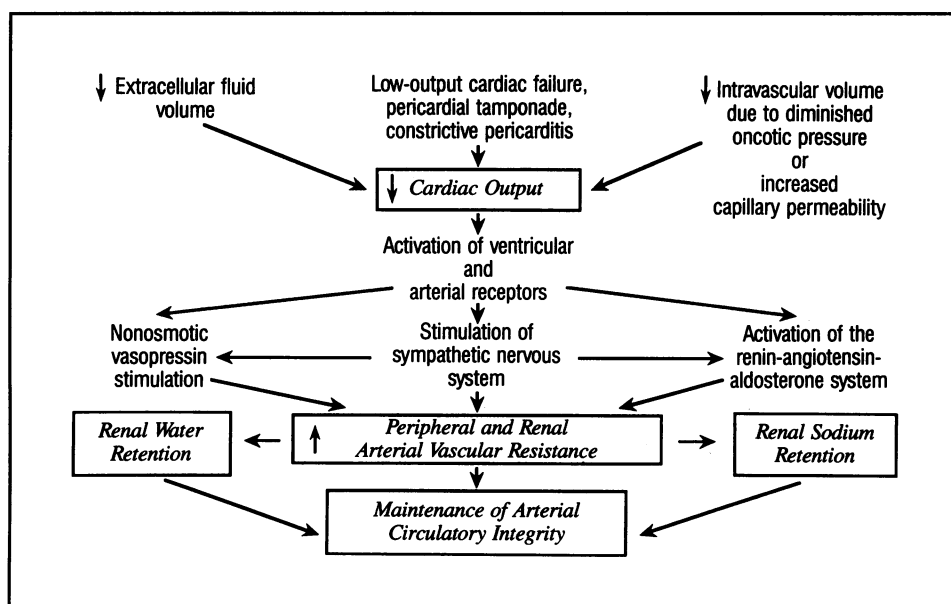 ↓ Extracellular fluid
volume
Low-output cardiac failure,
pericardial tamponade,
constrictive pericarditis
↓ Intravascular volume
due to diminished
oncotic pressure
or
increased
capillary permeability
↓ Cardiac Output
Activation of ventricular
and
arterial receptors
Nonosmotic
vasopressin
stimulation
Stimulation of
sympathetic nervous
system
Activation of the
renin-angiotensin-
aldosterone system
Renal Water
Retention
↑ Peripheral and Renal
Arterial Vascular Resistance
Renal Sodium
Retention
Maintenance of Arterial
Circulatory Integrity